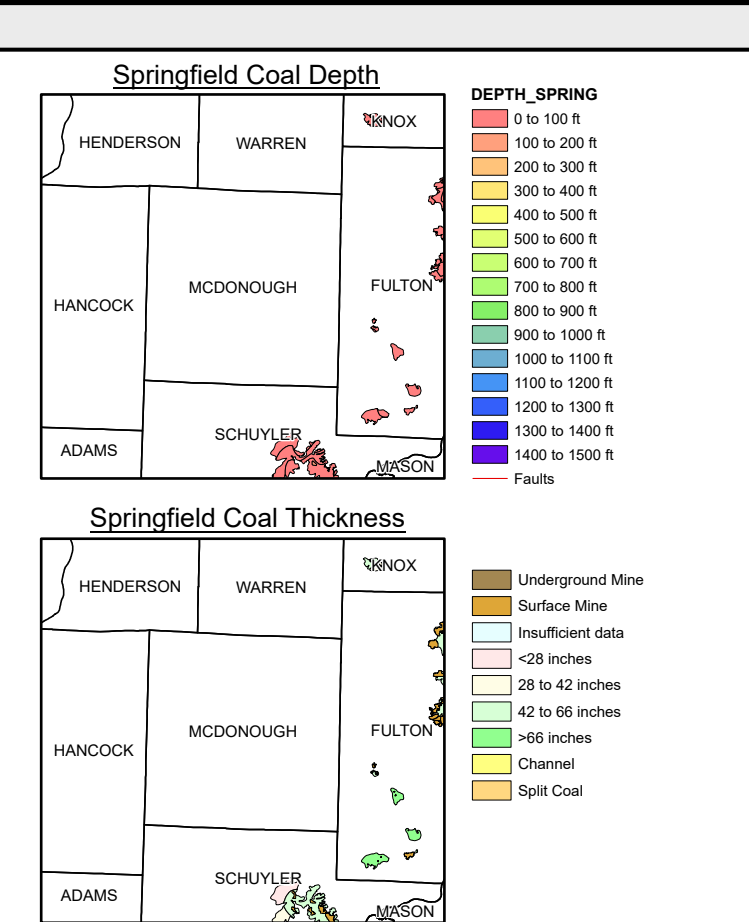 Springfield Coal Depth
HENDERSON
WARREN
KNOX
HANCOCK
MCDONOUGH
FULTON
ADAMS
SCHUYLER
MASON
DEPTH_SPRING
0 to 100 ft
100 to 200 ft
200 to 300 ft
300 to 400 ft
400 to 500 ft
500 to 600 ft
600 to 700 ft
700 to 800 ft
800 to 900 ft
900 to 1000 ft
1000 to 1100 ft
1100 to 1200 ft
1200 to 1300 ft
1300 to 1400 ft
1400 to 1500 ft
Faults
Springfield Coal Thickness
HENDERSON
WARREN
KNOX
HANCOCK
MCDONOUGH
FULTON
ADAMS
SCHUYLER
MASON
Underground Mine
Surface Mine
Insufficient data
<28 inches
28 to 42 inches
42 to 66 inches
>66 inches
Channel
Split Coal